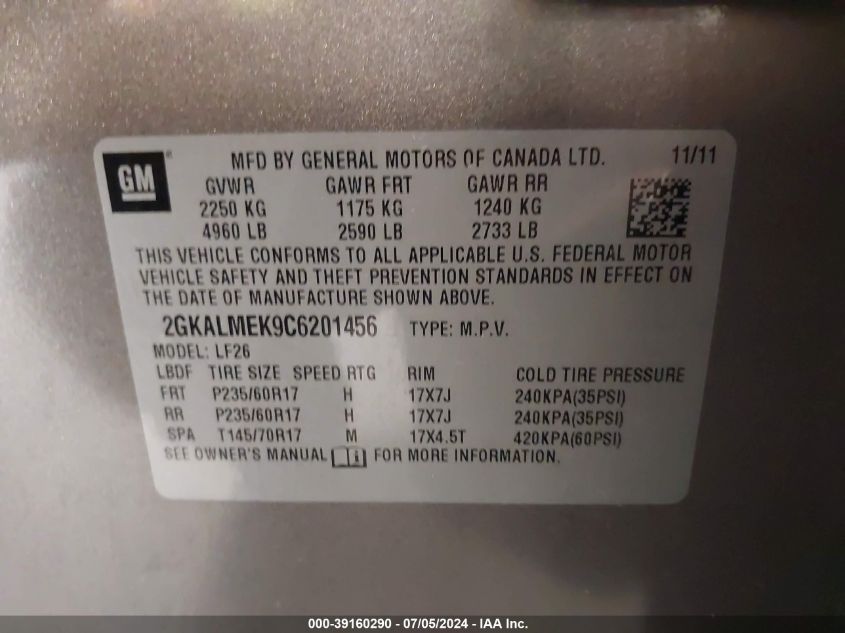 GM® MFD BY GENERAL MOTORS OF CANADA LTD. 11/11
GVWR GAWR FRT GAWR RR
2250 KG 1175 KG 1240 KG
4960 LB 2590 LB 2733 LB
THIS VEHICLE CONFORMS TO ALL APPLICABLE U.S. FEDERAL MOTOR
VEHICLE SAFETY AND THEFT PREVENTION STANDARDS IN EFFECT ON
THE DATE OF MANUFACTURE SHOWN ABOVE.
2GKALMEK9C6201456 TYPE: M.P.V.
MODEL: LF26
LBDF TIRE SIZE SPEED RTG RIM COLD TIRE PRESSURE
FRT P235/60R17 H 17X7J 240KPA(35PSI)
RR P235/60R17 H 17X7J 240KPA(35PSI)
SPA T145/70R17 M 17X4.5T 420KPA(60PSI)
SEE OWNER'S MANUAL FOR MORE INFORMATION.
000-39160290 - 07/05/2024 - IAA Inc.